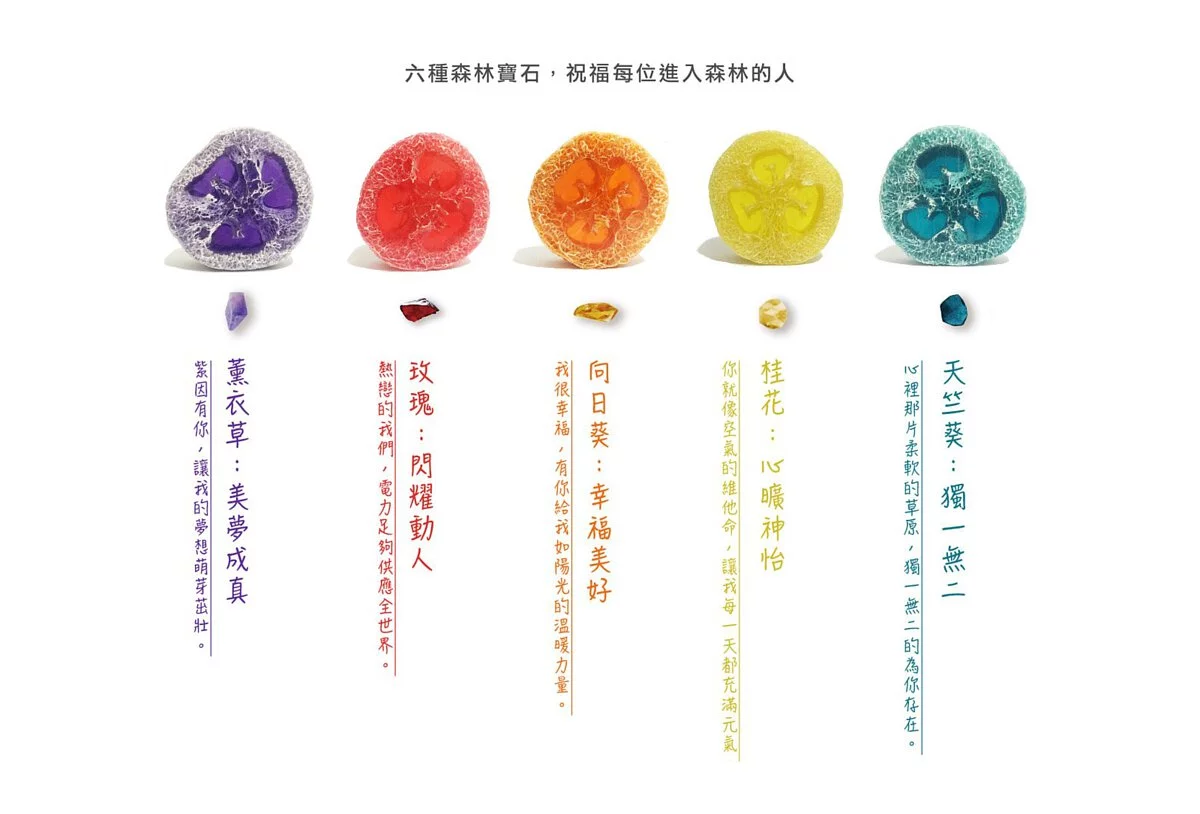 六種森林寶石，祝福每位進入森林的人
薰衣草：美夢成真
紫因有你，讓我的夢想萌芽茁壯。
玫瑰：閃耀動人
熱戀的我們，電力足夠供應全世界。
向日葵：幸福美好
我很幸福，有你給我如陽光的溫暖力量。
桂花：心曠神怡
你就像空氣的維他命，讓我每一天都充滿元氣
天竺葵：獨一無二
心裡那片柔軟的草原，獨一無二的為你存在。